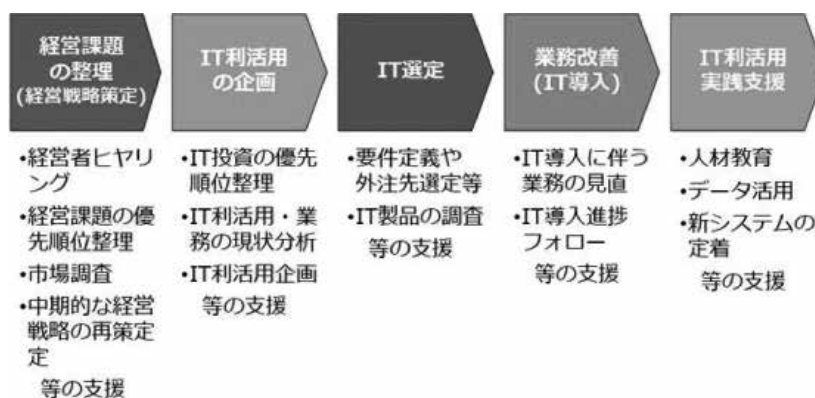 経営課題
の整理
(経営戦略策定)
•経営者ヒヤリ
ング
•経営課題の優
先順位整理
•市場調査
•中期的な経営
戦略の再策定
定
等の支援
IT利活用
の企画
•IT投資の優先
順位整理
•IT利活用・業
務の現状分析
•IT利活用企画
等の支援
IT選定
•要件定義や
外注先選定等
•IT製品の調査
等の支援
業務改善
(IT導入)
•IT導入に伴う
業務の見直
•IT導入進捗
フォロー
等の支援
IT利活用
実践支援
•人材教育
•データ活用
•新システムの
定着
等の支援